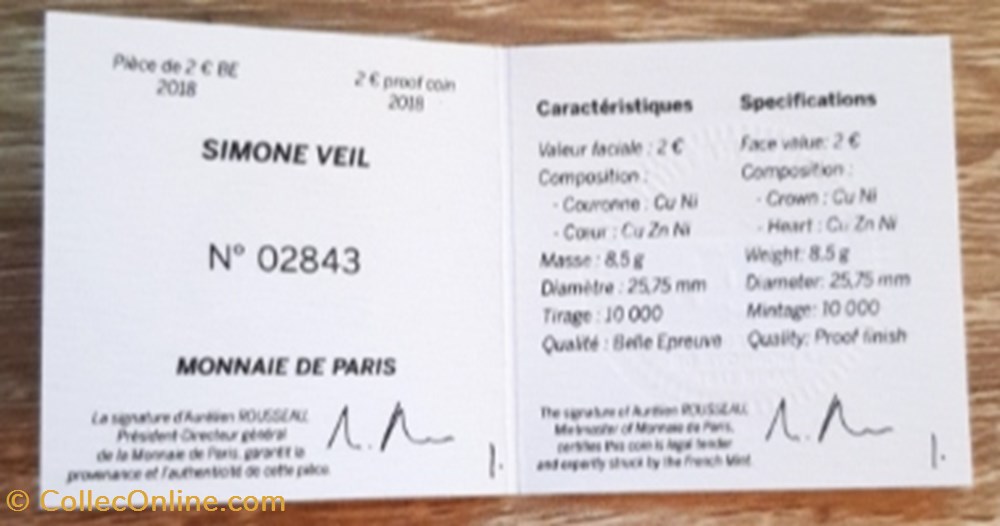 Pièce de 2 € BE
2018
2 € proof coin
2018
SIMONE VEIL
N° 02843
MONNAIE DE PARIS
La signature d'Aurélien ROUSSEAU,
Président-Directeur général
de la Monnaie de Paris, garantit la
provenance et l'authenticité de cette pièce.
Caractéristiques
Valeur faciale : 2 €
Composition :
- Couronne : Cu Ni
- Cœur : Cu Zn Ni
Masse : 8,5 g
Diamètre : 25,75 mm
Tirage : 10 000
Qualité : Belle Epreuve
Specifications
Face value: 2 €
Composition :
- Crown : Cu Ni
- Heart : Cu Zn Ni
Weight: 8.5 g
Diameter: 25,75 mm
Mintage: 10 000
Quality: Proof finish
The signature of Aurélien ROUSSEAU,
Mintmaster of Monnaie de Paris,
certifies this coin is legal tender
and expertly struck by the French Mint.
© CollecOnline.com